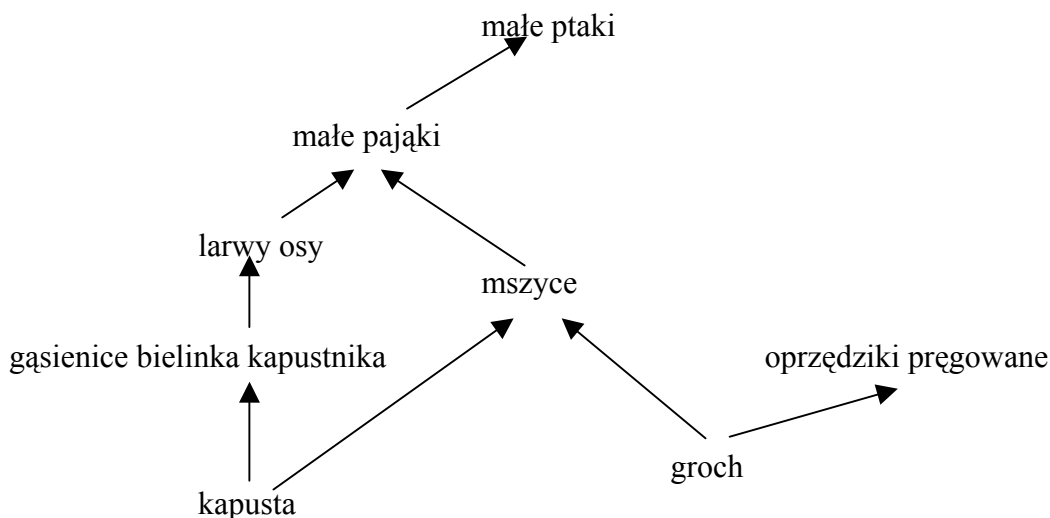 małe ptaki
małe pająki
larwy osy
mszyce
gąsienice bielinka kapustnika
oprzędziki pręgowane
groch
kapusta